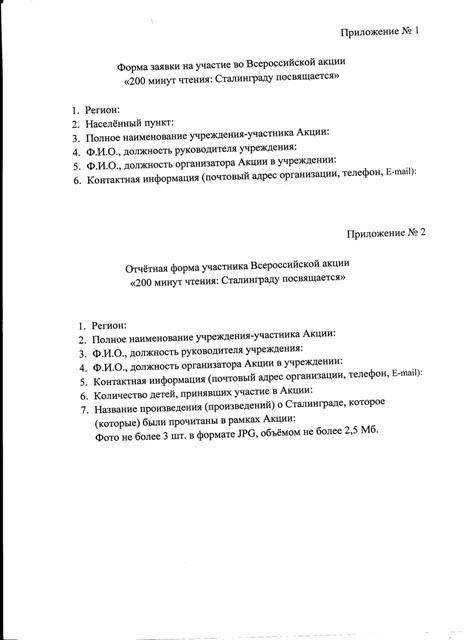 Приложение № 1
Форма заявки на участие во Всероссийской акции
«200 минут чтения: Сталинграду посвящается»
1. Регион:
2. Населённый пункт:
3. Полное наименование учреждения-участника Акции:
4. Ф.И.О., должность руководителя учреждения:
5. Ф.И.О., должность организатора Акции в учреждении:
6. Контактная информация (почтовый адрес организации, телефон, E-mail):
Приложение № 2
Отчётная форма участника Всероссийской акции
«200 минут чтения: Сталинграду посвящается»
1. Регион:
2. Полное наименование учреждения-участника Акции:
3. Ф.И.О., должность руководителя учреждения:
4. Ф.И.О., должность организатора Акции в учреждении:
5. Контактная информация (почтовый адрес организации, телефон, E-mail):
6. Количество детей, принявших участие в Акции:
7. Название произведения (произведений) о Сталинграде, которое
(которые) были прочитаны в рамках Акции:
Фото не более 3 шт. в формате JPG, объёмом не более 2,5 Мб.